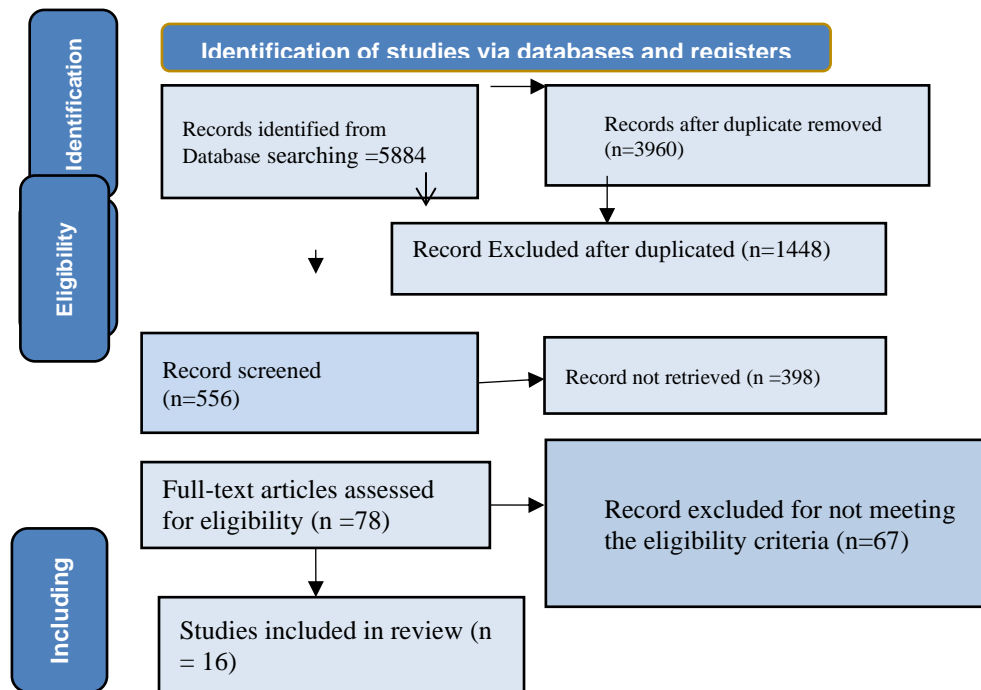 Identification of studies via databases and registers
Identification
Records identified from
Database searching =5884
Records after duplicate removed
(n=3960)
Eligibility
Record Excluded after duplicated (n=1448)
Record screened
(n=556)
Record not retrieved (n =398)
Full-text articles assessed
for eligibility (n =78)
Record excluded for not meeting
the eligibility criteria (n=67)
Including
Studies included in review (n
= 16)